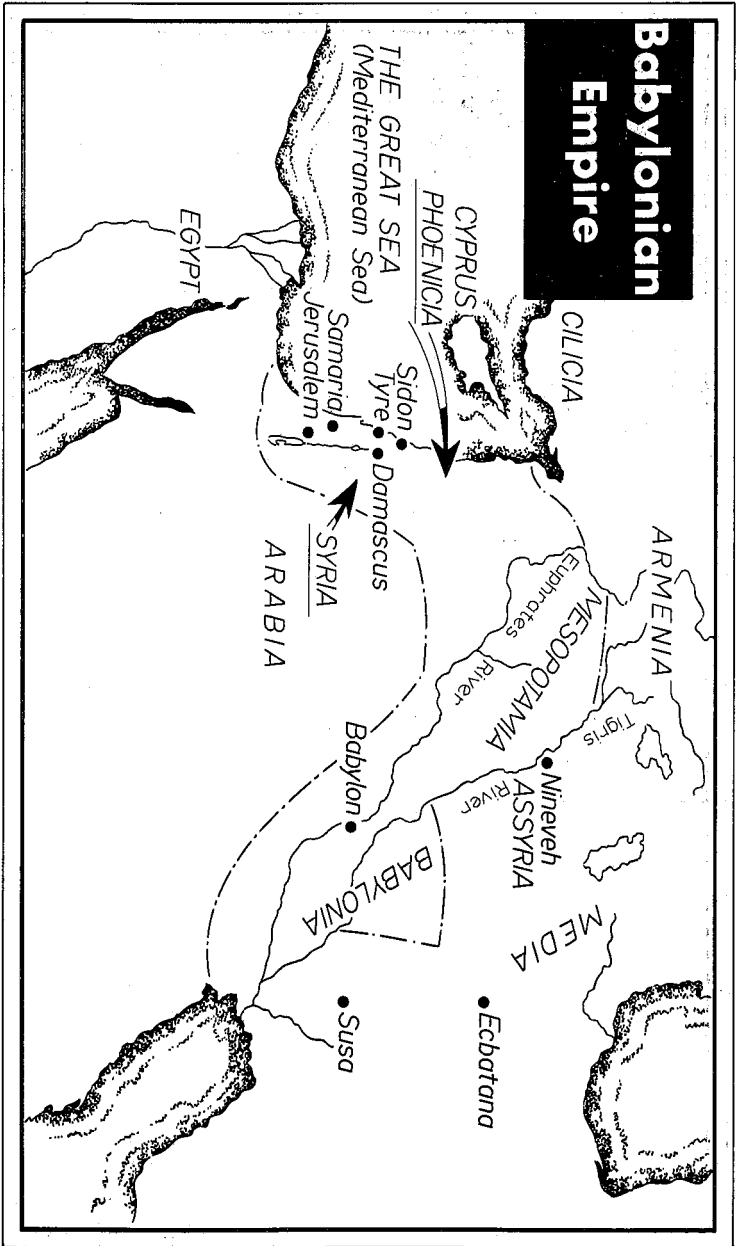 Babylonian
Empire
THE GREAT SEA
(Mediterranean Sea)
CYPRUS
PHOENICIA
CILICIA
EGYPT
Sidon
Tyre
Samaria
Jerusalem
Damascus
SYRIA
ARABIA
ARMENIA
MESOPOTAMIA
Euphrates
River
Tigris
River
Nineveh
ASSYRIA
Babylon
BABYLONIA
MEDIA
Susa
Ecbatana